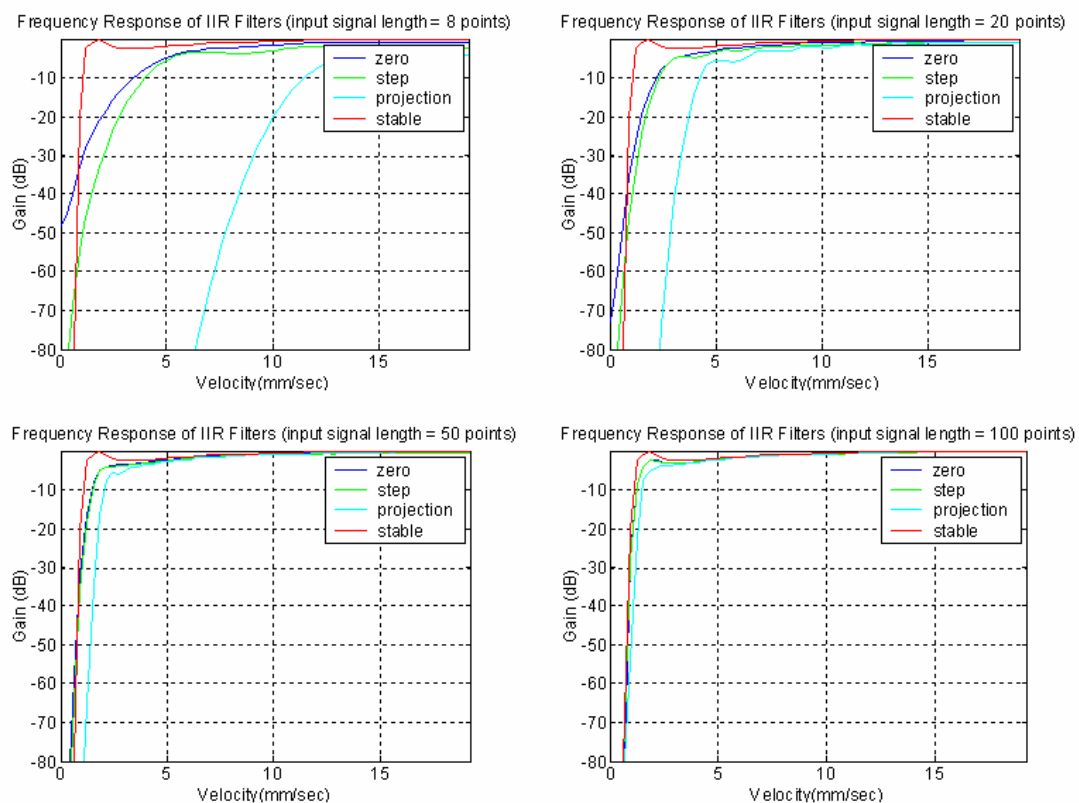 Frequency Response of IIR Filters (input signal length = 8 points)
zero
step
projection
stable
Gain (dB)
-10
-20
-30
-40
-50
-60
-70
-80
0
5
10
15
Velocity(mm/sec)
Frequency Response of IIR Filters (input signal length = 20 points)
zero
step
projection
stable
Gain (dB)
-10
-20
-30
-40
-50
-60
-70
-80
0
5
10
15
Velocity(mm/sec)
Frequency Response of IIR Filters (input signal length = 50 points)
zero
step
projection
stable
Gain (dB)
-10
-20
-30
-40
-50
-60
-70
-80
0
5
10
15
Velocity(mm/sec)
Frequency Response of IIR Filters (input signal length = 100 points)
zero
step
projection
stable
Gain (dB)
-10
-20
-30
-40
-50
-60
-70
-80
0
5
10
15
Velocity(mm/sec)